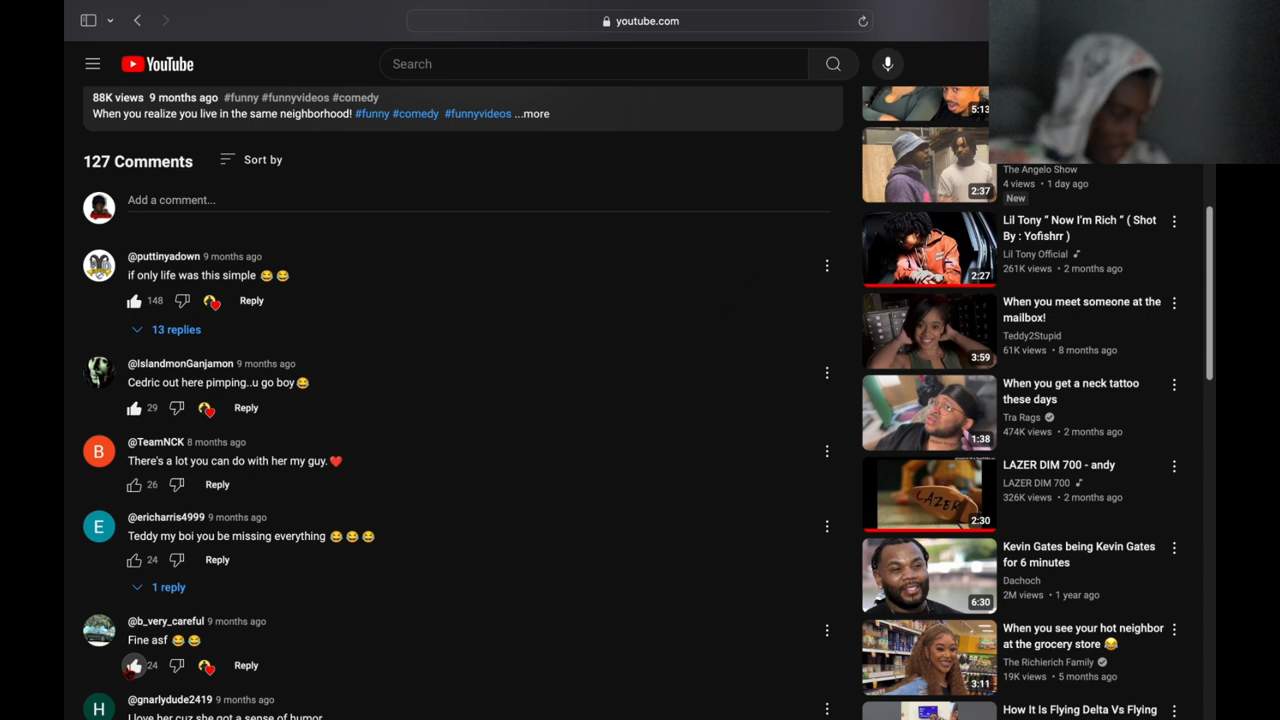 youtube.com
YouTube
Search
88K views 9 months ago #funny #funnyvideos #comedy
When you realize you live in the same neighborhood! #funny #comedy #funnyvideos ...more
127 Comments
Sort by
Add a comment...
@puttinyadown 9 months ago
if only life was this simple 😂 😂
148
Reply
13 replies
@IslandmonGanjamon 9 months ago
Cedric out here pimping..u go boy😂
29
Reply
B
@TeamNCK 8 months ago
There's a lot you can do with her my guy.❤️
26
Reply
E
@ericharris4999 9 months ago
Teddy my boi you be missing everything 😂 😂 😂
24
Reply
1 reply
@b_very_careful 9 months ago
Fine asf 😂 😂
24
Reply
H
@gnarlydude2419 9 months ago
I love her cuz she got a sense of humor
5:13
2:37
The Angelo Show
4 views • 1 day ago
New
2:27
Lil Tony " Now I'm Rich " ( Shot
By : Yofishrr )
Lil Tony Official
261K views • 2 months ago
3:59
When you meet someone at the
mailbox!
Teddy2Stupid
61K views • 8 months ago
1:38
When you get a neck tattoo
these days
Tra Rags
474K views • 2 months ago
LAZER
2:30
LAZER DIM 700 - andy
LAZER DIM 700
326K views • 2 months ago
6:30
Kevin Gates being Kevin Gates
for 6 minutes
Dachoch
2M views • 1 year ago
3:11
When you see your hot neighbor
at the grocery store 😂
The Richierich Family
19K views • 5 months ago
How It Is Flying Delta Vs Flying